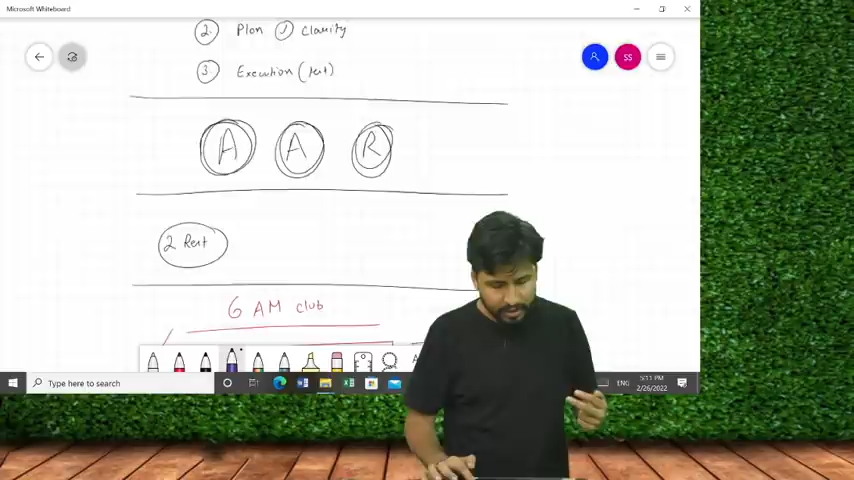 Microsoft Whiteboard
2. Plan 1 Clarity
SS
3. Execution (test)
A A R
2 Rest
6 AM club
Type here to search
ENG
5:11 PM
2/26/2022